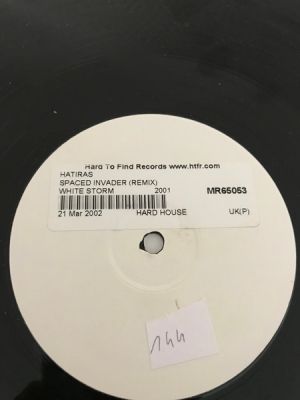 Hard To Find Records www.htfr.com
HATIRAS
SPACED INVADER (REMIX)
WHITE STORM 2001 MR65053
21 Mar 2002 HARD HOUSE UK(P)
144